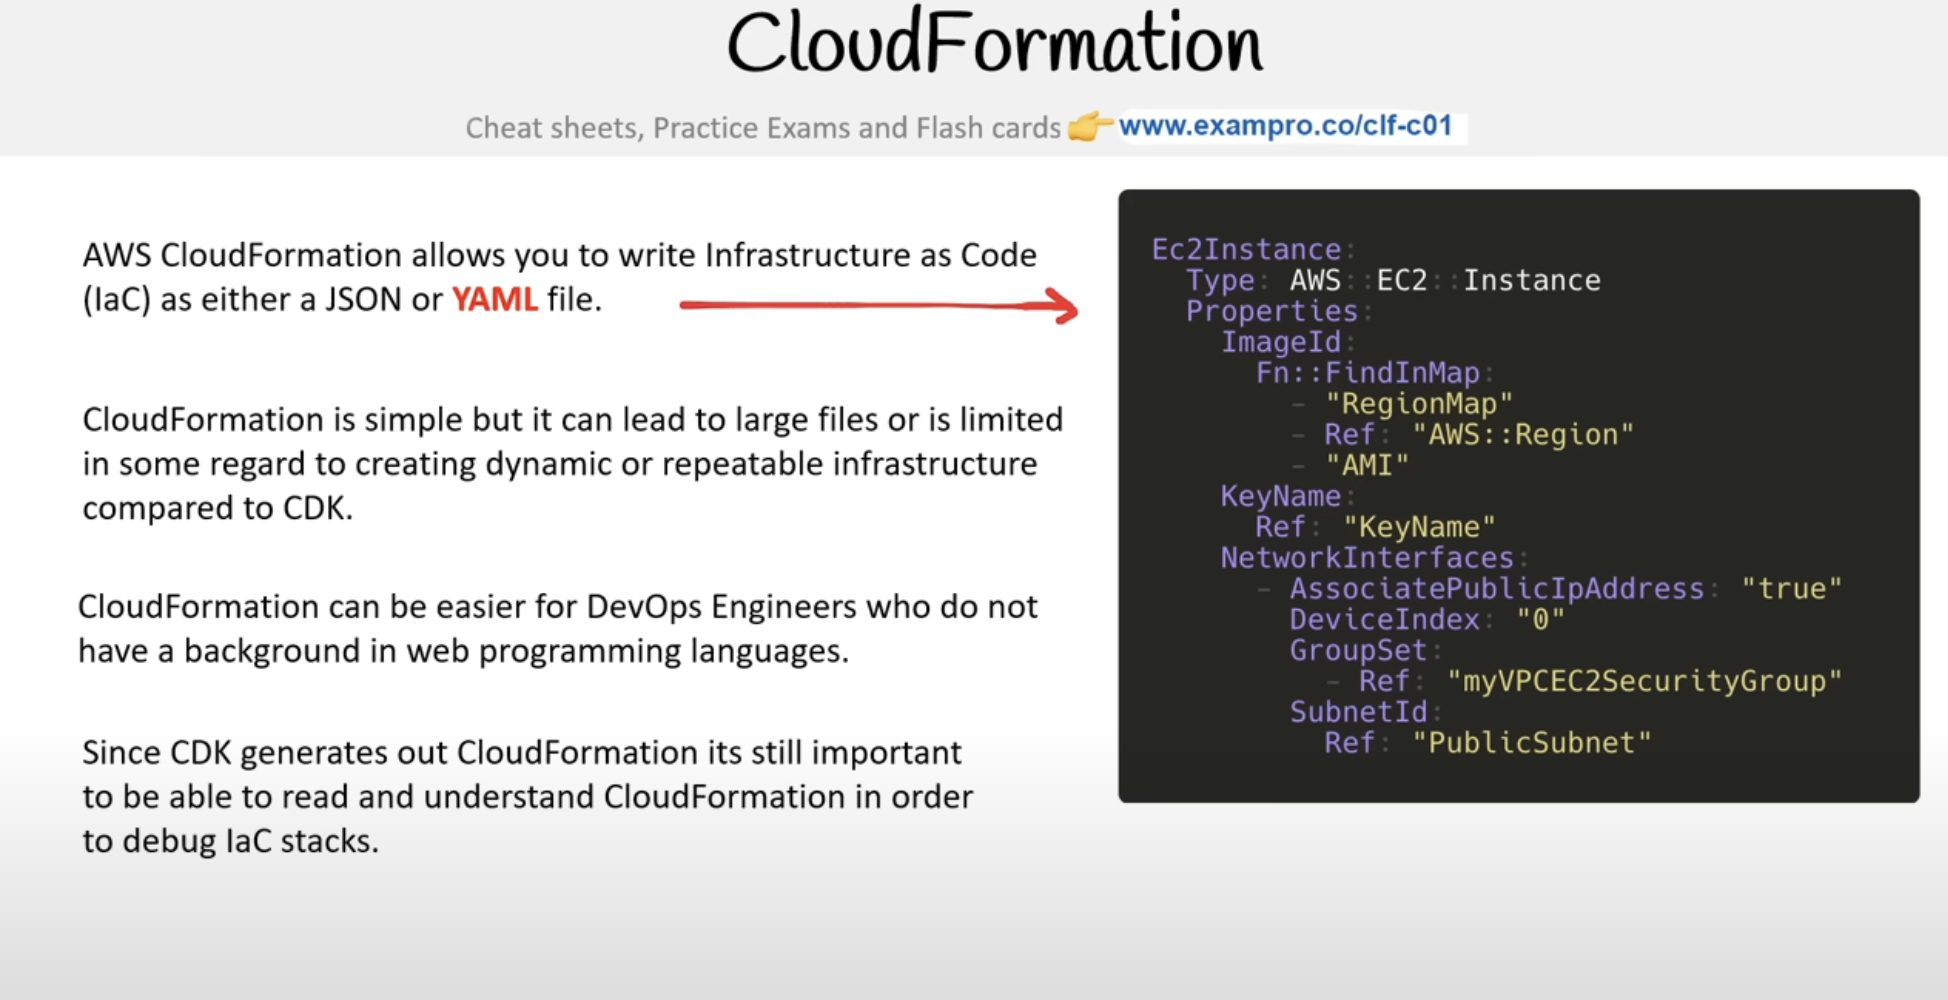 CloudFormation
Cheat sheets, Practice Exams and Flash cards 👉 www.exampro.co/clf-c01
AWS CloudFormation allows you to write Infrastructure as Code
(IaC) as either a JSON or YAML file.
CloudFormation is simple but it can lead to large files or is limited
in some regard to creating dynamic or repeatable infrastructure
compared to CDK.
CloudFormation can be easier for DevOps Engineers who do not
have a background in web programming languages.
Since CDK generates out CloudFormation its still important
to be able to read and understand CloudFormation in order
to debug IaC stacks.
Ec2Instance:
  Type: AWS::EC2::Instance
  Properties:
    ImageId:
      Fn::FindInMap:
        - "RegionMap"
        - Ref: "AWS::Region"
        - "AMI"
    KeyName:
      Ref: "KeyName"
    NetworkInterfaces:
      - AssociatePublicIpAddress: "true"
        DeviceIndex: "0"
        GroupSet:
          - Ref: "myVPCEC2SecurityGroup"
        SubnetId:
          Ref: "PublicSubnet"